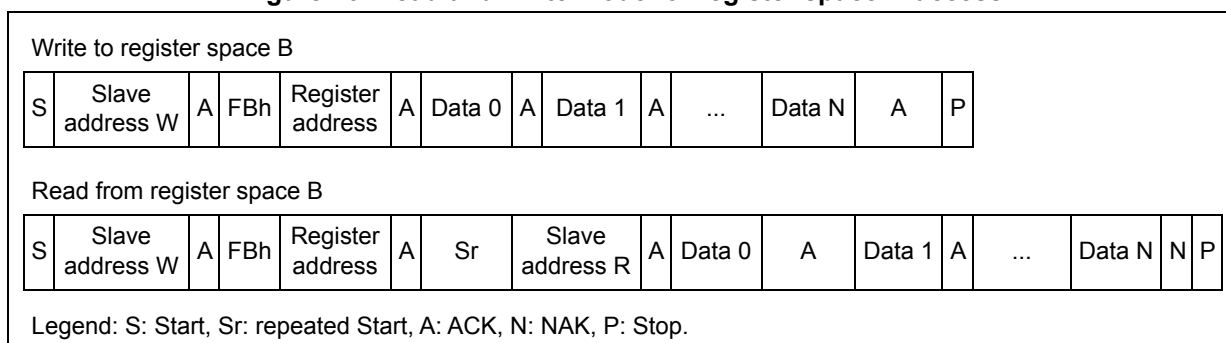 Write to register space B
S Slave address W A FBh Register address A Data 0 A Data 1 A ... Data N A P
Read from register space B
S Slave address W A FBh Register address A Sr Slave address R A Data 0 A Data 1 A ... Data N N P
Legend: S: Start, Sr: repeated Start, A: ACK, N: NAK, P: Stop.